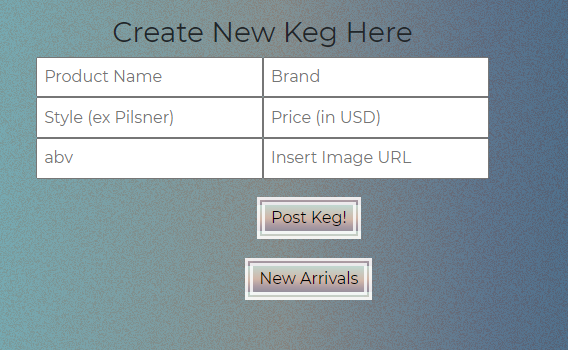 Create New Keg Here
Product Name Brand
Style (ex Pilsner) Price (in USD)
abv Insert Image URL
Post Keg!
New Arrivals